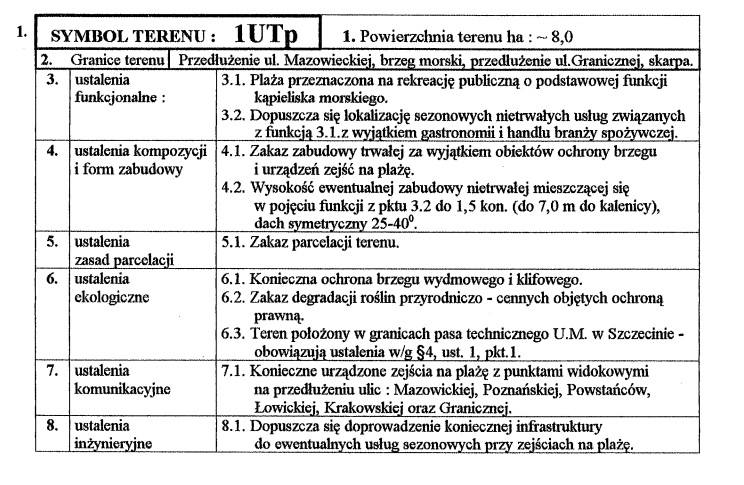 1. SYMBOL TERENU : 1UTp 1. Powierzchnia terenu ha : ~ 8,0
2. Granice terenu Przedłużenie ul. Mazowieckiej, brzeg morski, przedłużenie ul.Granicznej, skarpa.
3. ustalenia funkcjonalne :
3.1. Plaża przeznaczona na rekreację publiczną o podstawowej funkcji
kąpieliska morskiego.
3.2. Dopuszcza się lokalizację sezonowych nietrwałych usług związanych
z funkcją 3.1.z wyjątkiem gastronomii i handlu branży spożywczej.
4. ustalenia kompozycji
i form zabudowy
4.1. Zakaz zabudowy trwałej za wyjątkiem obiektów ochrony brzegu
i urządzeń zejść na plażę.
4.2. Wysokość ewentualnej zabudowy nietrwałej mieszczącej się
w pojęciu funkcji z pktu 3.2 do 1,5 kon. (do 7,0 m do kalenicy),
dach symetryczny 25-40⁰.
5. ustalenia
zasad parcelacji
5.1. Zakaz parcelacji terenu.
6. ustalenia
ekologiczne
6.1. Konieczna ochrona brzegu wydmowego i klifowego.
6.2. Zakaz degradacji roślin przyrodniczo - cennych objętych ochroną
prawną.
6.3. Teren położony w granicach pasa technicznego U.M. w Szczecinie -
obowiązują ustalenia w/g §4, ust. 1, pkt.1.
7. ustalenia
komunikacyjne
7.1. Konieczne urządzone zejścia na plażę z punktami widokowymi
na przedłużeniu ulic : Mazowickiej, Poznańskiej, Powstańców,
Łowickiej, Krakowskiej oraz Granicznej.
8. ustalenia
inżynieryjne
8.1. Dopuszcza się doprowadzenie koniecznej infrastruktury
do ewentualnych usług sezonowych przy zejściach na plażę.